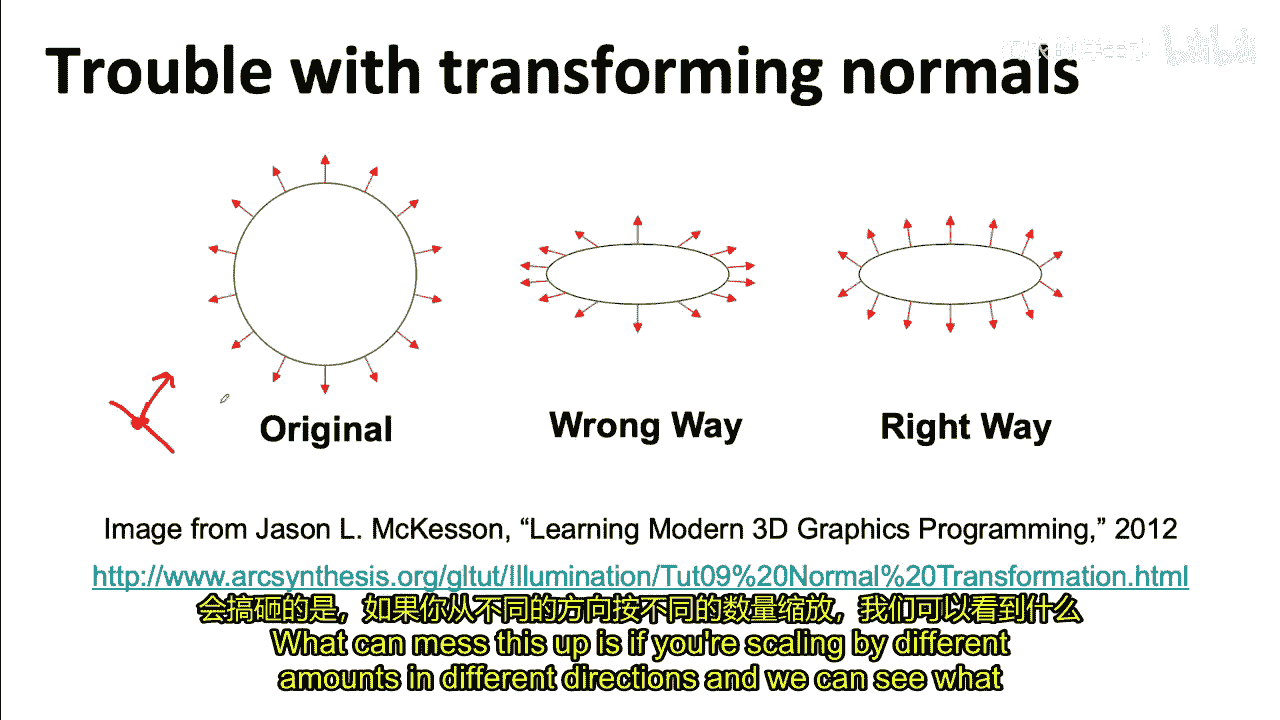 Trouble with transforming normals
Original
Wrong Way
Right Way
Image from Jason L. McKesson, “Learning Modern 3D Graphics Programming,” 2012
http://www.arcsynthesis.org/gltut/Illumination/Tut09%20Normal%20Transformation.html
会搞砸的是，如果你从不同的方向按不同的数量缩放，我们可以看到什么
What can mess this up is if you're scaling by different
amounts in different directions and we can see what